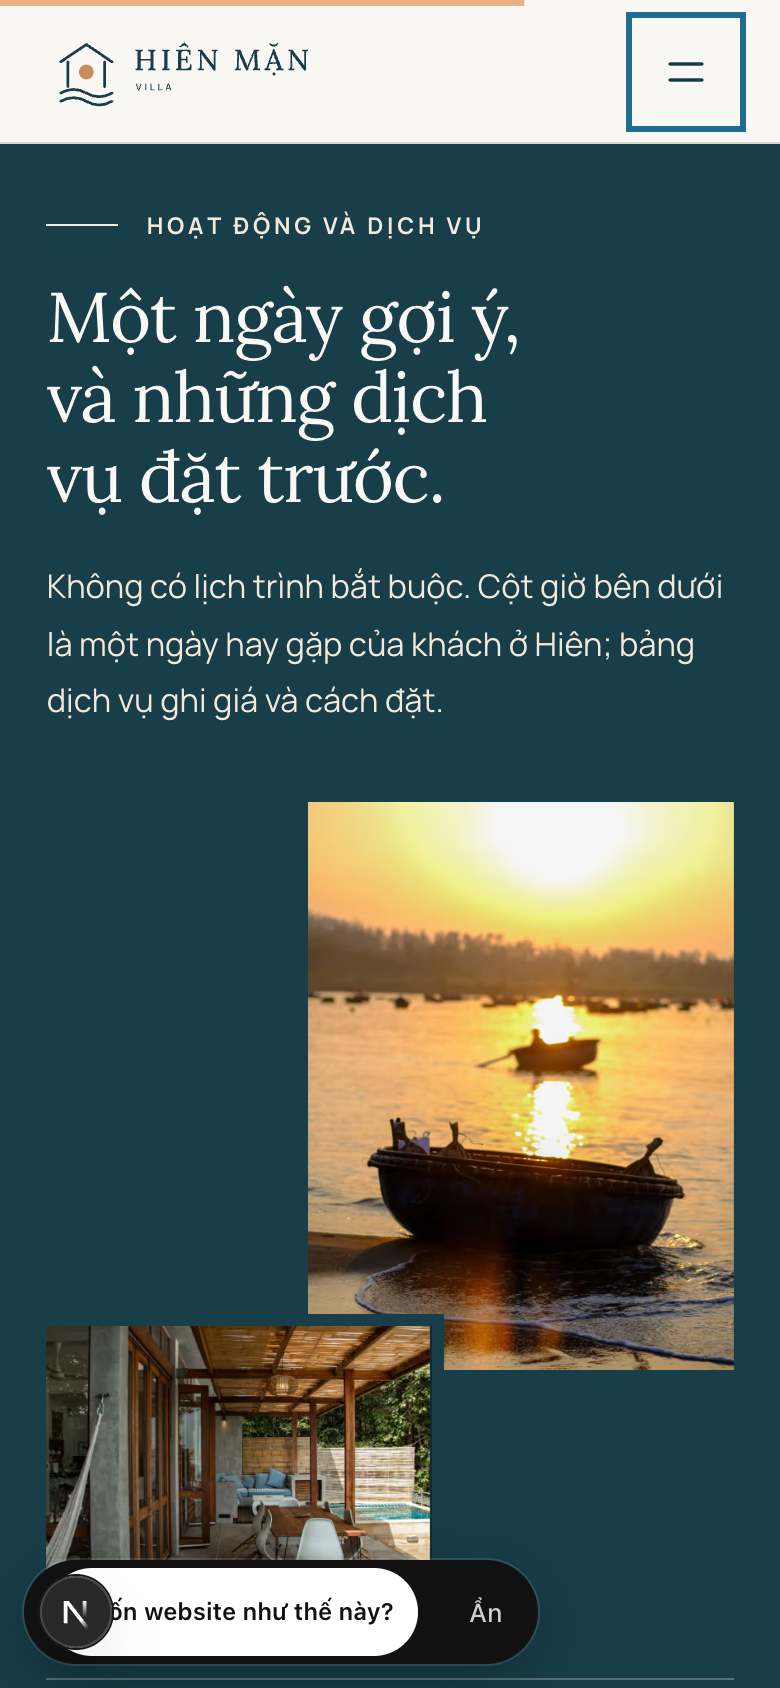 HIÊN MẶN
VILLA
HOẠT ĐỘNG VÀ DỊCH VỤ
Một ngày gợi ý,
và những dịch
vụ đặt trước.
Không có lịch trình bắt buộc. Cột giờ bên dưới
là một ngày hay gặp của khách ở Hiên; bảng
dịch vụ ghi giá và cách đặt.
N
website như thế này?
Ẩn